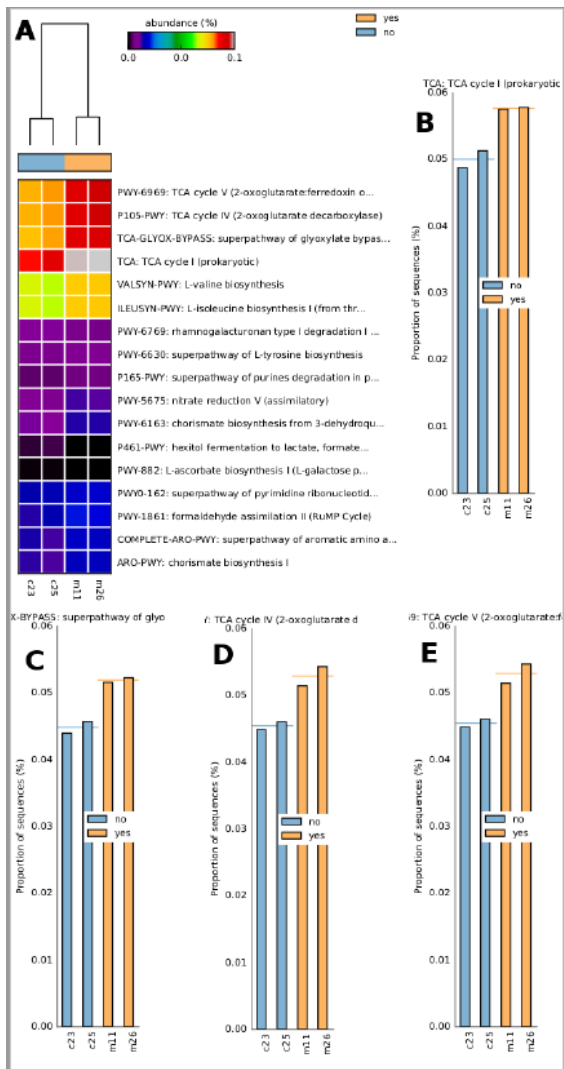 A
abundance (%)
0.0 0.1
yes
no
TCA: TCA cycle I (prokaryotic
B
0.06
0.05
0.04
0.03
0.02
0.01
0.00
Proportion of sequences (%)
no
yes
c23 c25 m11 m26
PWY-6969: TCA cycle V (2-oxoglutarate:ferredoxin o...
P105-PWY: TCA cycle IV (2-oxoglutarate decarboxylase)
TCA-GLYOX-BYPASS: superpathway of glyoxylate bypas...
TCA: TCA cycle I (prokaryotic)
VALSYN-PWY: L-valine biosynthesis
ILEUSYN-PWY: L-isoleucine biosynthesis I (from thr...
PWY-6769: rhamnogalacturonan type I degradation I ...
PWY-6630: superpathway of L-tyrosine biosynthesis
P165-PWY: superpathway of purines degradation in p...
PWY-5675: nitrate reduction V (assimilatory)
PWY-6163: chorismate biosynthesis from 3-dehydroqu...
P461-PWY: hexitol fermentation to lactate, formate...
PWY-882: L-ascorbate biosynthesis I (L-galactose p...
PWY0-162: superpathway of pyrimidine ribonucleotid...
PWY-1861: formaldehyde assimilation II (RuMP Cycle)
COMPLETE-ARO-PWY: superpathway of aromatic amino a...
ARO-PWY: chorismate biosynthesis I
c23 c25 m11 m26
X-BYPASS: superpathway of glyo
C
0.06
0.05
0.04
0.03
0.02
0.01
0.00
Proportion of sequences (%)
no
yes
c23 c25 m11 m26
: TCA cycle IV (2-oxoglutarate d
D
0.06
0.05
0.04
0.03
0.02
0.01
0.00
Proportion of sequences (%)
no
yes
c23 c25 m11 m26
59: TCA cycle V (2-oxoglutarate:f
E
0.06
0.05
0.04
0.03
0.02
0.01
0.00
Proportion of sequences (%)
no
yes
c23 c25 m11 m26